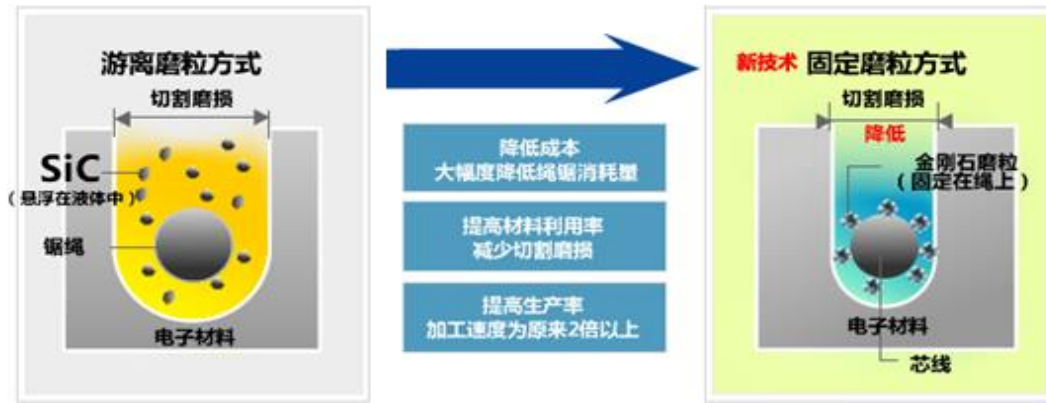 游离磨粒方式
切割磨损
SiC
（悬浮在液体中）
锯绳
电子材料
降低成本
大幅度降低绳锯消耗量
提高材料利用率
减少切割磨损
提高生产率
加工速度为原来2倍以上
新技术 固定磨粒方式
切割磨损
降低
金刚石磨粒
（固定在绳上）
电子材料
芯线